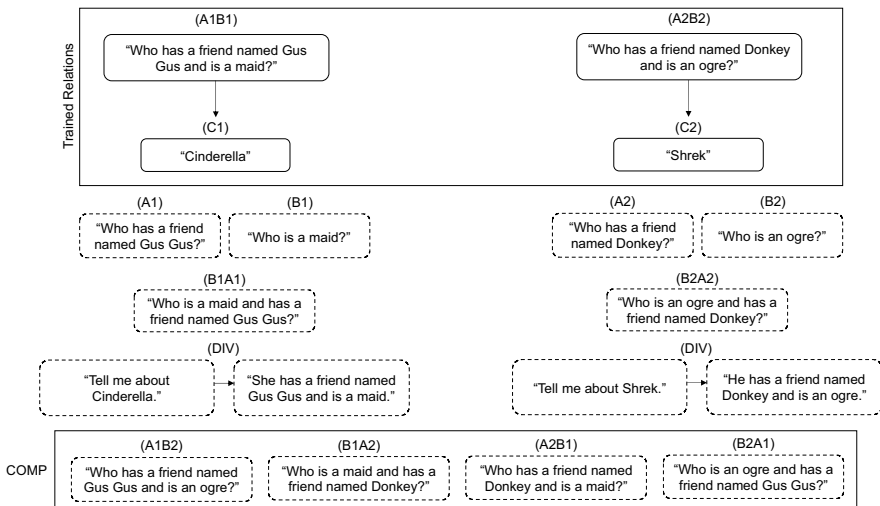 (A1B1)
(A2B2)
Trained Relations
“Who has a friend named Gus
Gus and is a maid?”
“Who has a friend named Donkey
and is an ogre?”
(C1)
(C2)
“Cinderella”
“Shrek”
(A1)
(B1)
(A2)
(B2)
“Who has a friend
named Gus Gus?”
“Who is a maid?”
“Who has a friend
named Donkey?”
“Who is an ogre?”
(B1A1)
(B2A2)
“Who is a maid and has a
friend named Gus Gus?”
“Who is an ogre and has a
friend named Donkey?”
(DIV)
(DIV)
“Tell me about
Cinderella.”
“She has a friend named
Gus Gus and is a maid.”
“Tell me about Shrek.”
“He has a friend named
Donkey and is an ogre.”
COMP
(A1B2)
(B1A2)
(A2B1)
(B2A1)
“Who has a friend named
Gus Gus and is an ogre?”
“Who is a maid and has a
friend named Donkey?”
“Who has a friend named
Donkey and is a maid?”
“Who is an ogre and has a
friend named Gus Gus?”